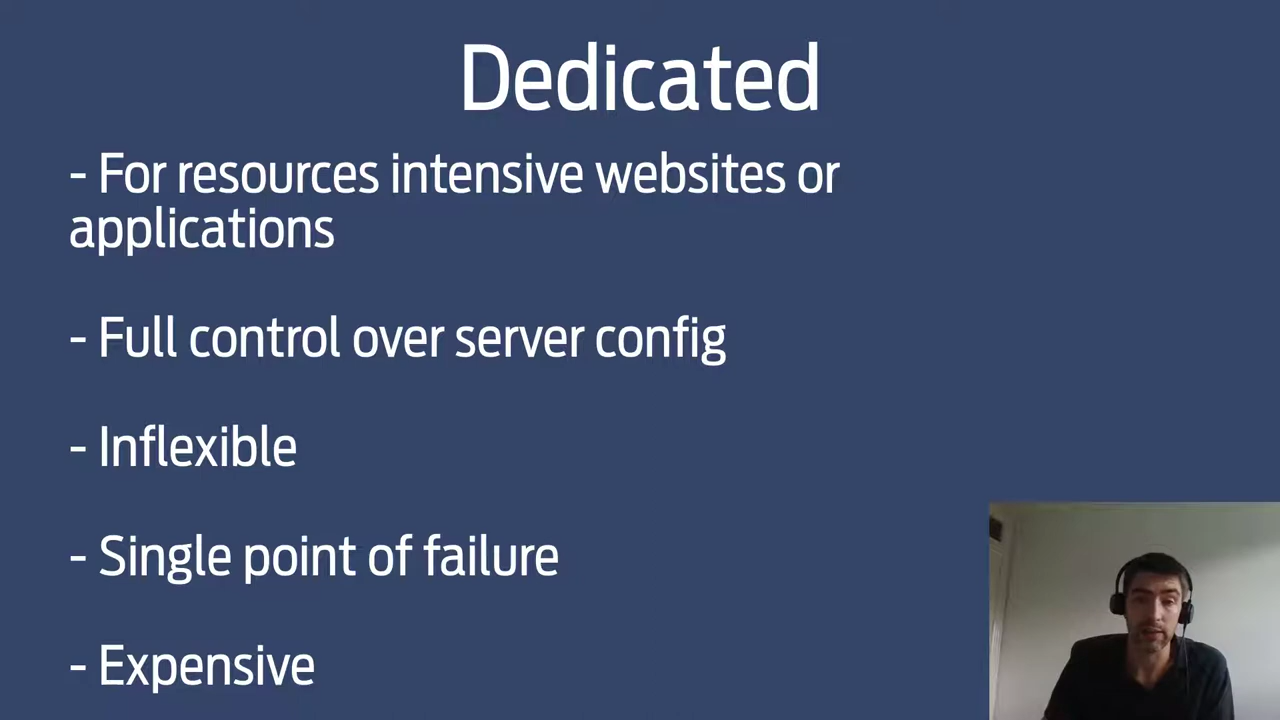 Dedicated
- For resources intensive websites or
applications
- Full control over server config
- Inflexible
- Single point of failure
- Expensive